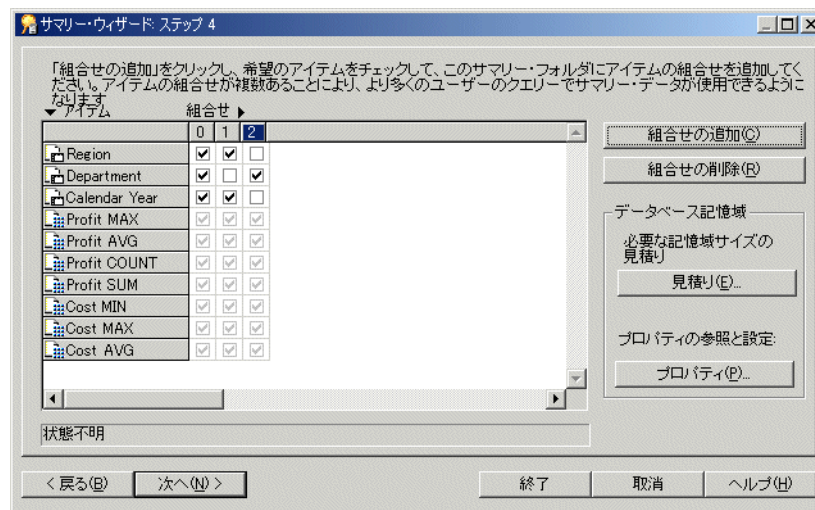 サマリー・ウィザード: ステップ 4
「組合せの追加」をクリックし、希望のアイテムをチェックして、このサマリー・フォルダにアイテムの組合せを追加してく
ださい。アイテムの組合せが複数あることにより、より多くのユーザーのクエリーでサマリー・データが使用できるように
なります
アイテム 組合せ
0 1 2
Region
Department
Calendar Year
Profit MAX
Profit AVG
Profit COUNT
Profit SUM
Cost MIN
Cost MAX
Cost AVG
組合せの追加(C)
組合せの削除(R)
データベース記憶域
必要な記憶域サイズの
見積り
見積り(E)...
プロパティの参照と設定:
プロパティ(P)...
状態不明
< 戻る(B) 次へ(N) > 終了 取消 ヘルプ(H)